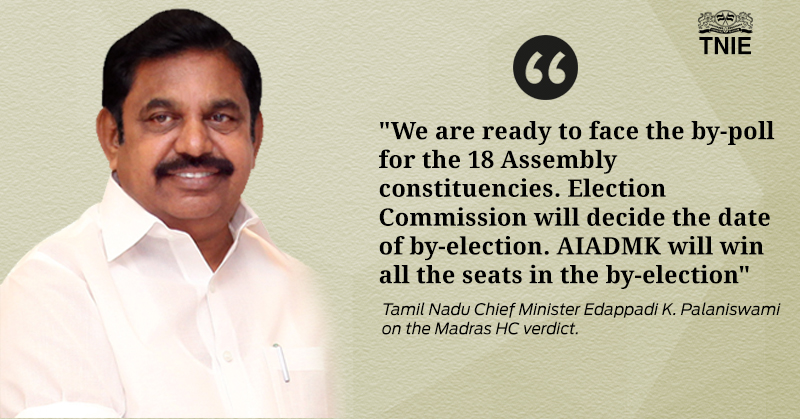 TNIE
"We are ready to face the by-poll
for the 18 Assembly
constituencies. Election
Commission will decide the date
of by-election. AIADMK will win
all the seats in the by-election"
Tamil Nadu Chief Minister Edappadi K. Palaniswami
on the Madras HC verdict.